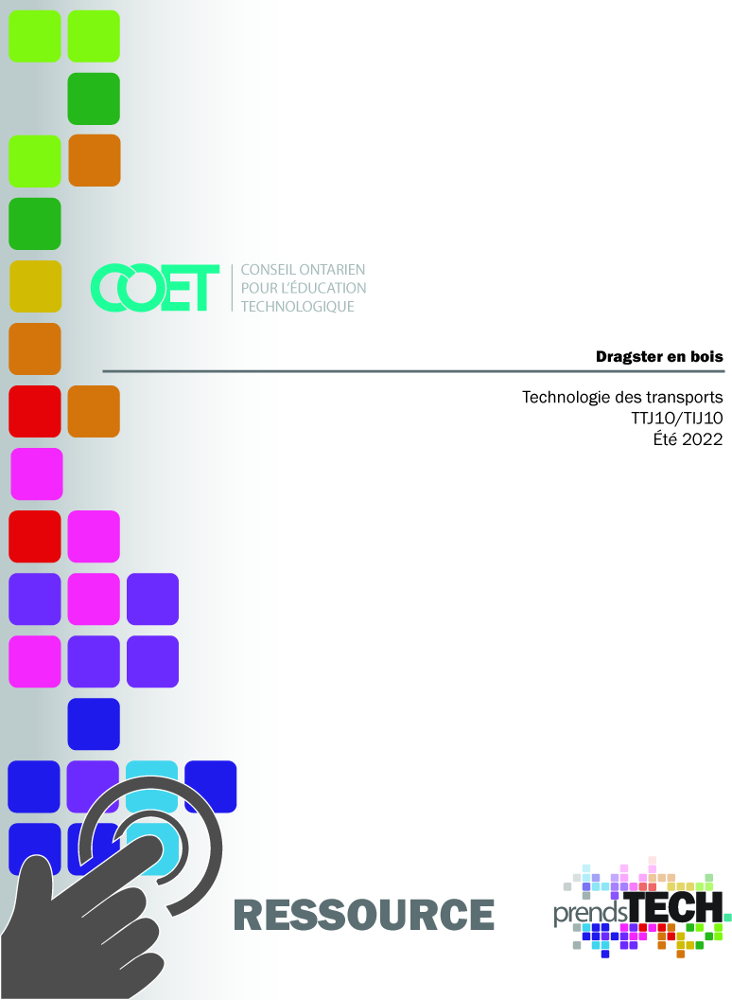 COET
CONSEIL ONTARIEN
POUR L'ÉDUCATION
TECHNOLOGIQUE
Dragster en bois
Technologie des transports
TTJ1O/TIJ1O
Été 2022
RESSOURCE
prendsTECH